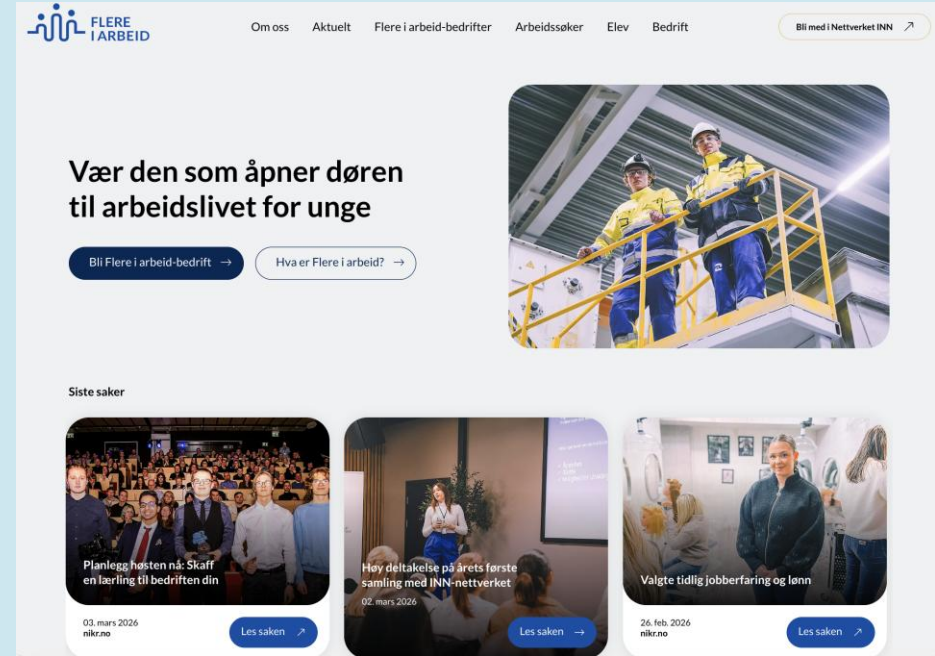 FLERE
I ARBEID
Om oss
Aktuelt
Flere i arbeid-bedrifter
Arbeidssøker
Elev
Bedrift
Bli med i Nettverket INN
Vær den som åpner døren
til arbeidslivet for unge
Bli Flere i arbeid-bedrift
Hva er Flere i arbeid?
Siste saker
Planlegg høsten nå: Skaff
en lærling til bedriften din
03. mars 2026
nikr.no
Les saken
Høy deltakelse på årets første
samling med INN-nettverket
02. mars 2026
Les saken
Valgte tidlig jobberfaring og lønn
26. feb. 2026
nikr.no
Les saken